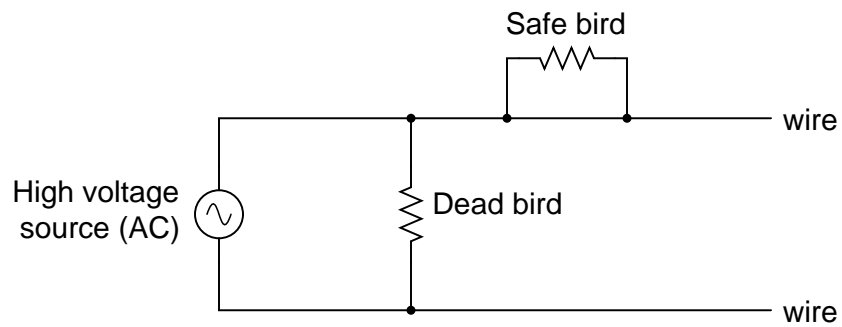 Safe bird
wire
High voltage
source (AC)
Dead bird
wire